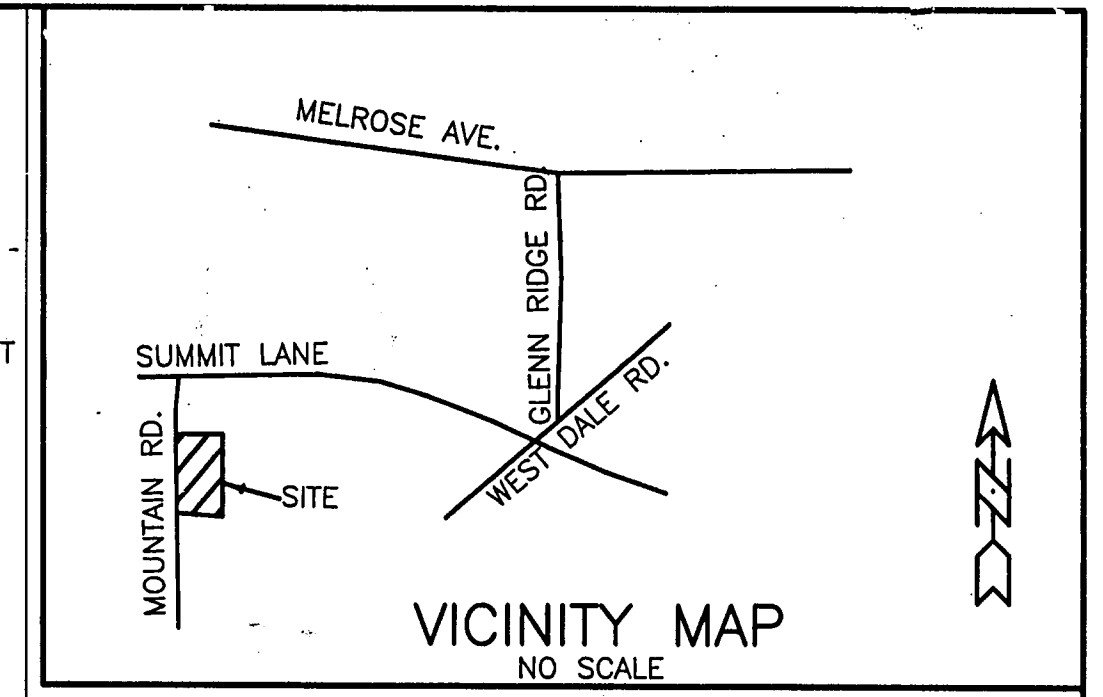 MELROSE AVE.
GLENN RIDGE RD.
T
SUMMIT LANE
WEST DALE RD.
MOUNTAIN RD.
SITE
N
VICINITY MAP
NO SCALE